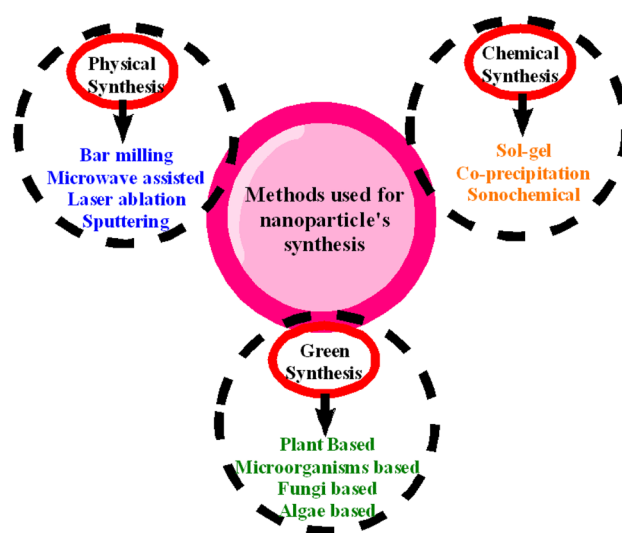 Physical
Synthesis
Bar milling
Microwave assisted
Laser ablation
Sputtering
Chemical
Synthesis
Sol-gel
Co-precipitation
Sonochemical
Methods used for
nanoparticle's
synthesis
Green
Synthesis
Plant Based
Microorganisms based
Fungi based
Algae based